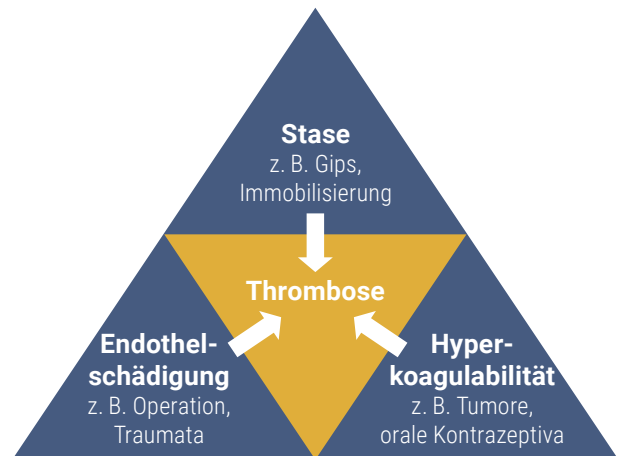 Stase
z. B. Gips,
Immobilisierung
Thrombose
Endothel-
schädigung
z. B. Operation,
Traumata
Hyper-
koagulabilität
z. B. Tumore,
orale Kontrazeptiva